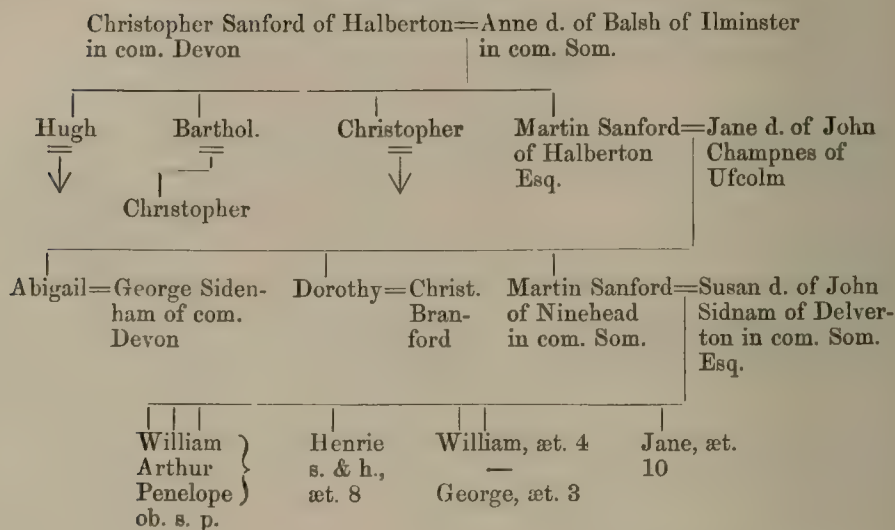 Christopher Sanford of Halberton=Anne d. of Balsh of Ilminster
in com. Devon in com. Som.
Hugh Barthol. Christopher Martin Sanford=Jane d. of John
of Halberton Champnes of
Esq. Ufcolm
Christopher
Abigail=George Siden- Dorothy=Christ. Martin Sanford=Susan d. of John
ham of com. Bran- of Ninehead Sidnam of Delver-
Devon ford in com. Som. ton in com. Som.
Esq.
William Henrie William, æt. 4 Jane, æt.
Arthur s. & h., — 10
Penelope æt. 8 George, æt. 3
ob. s. p.